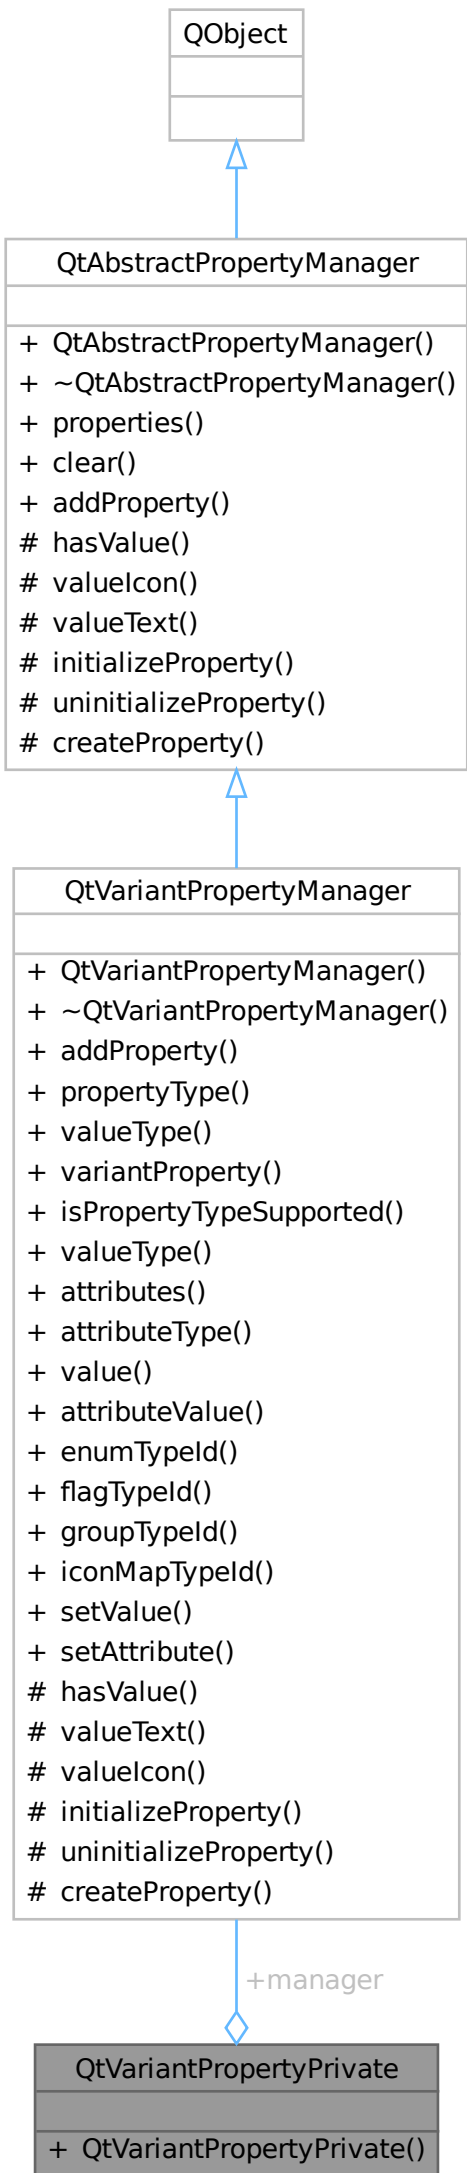 QObject
QtAbstractPropertyManager
+ QtAbstractPropertyManager()
+ ~QtAbstractPropertyManager()
+ properties()
+ clear()
+ addProperty()
# hasValue()
# valueIcon()
# valueText()
# initializeProperty()
# uninitializeProperty()
# createProperty()
QtVariantPropertyManager
+ QtVariantPropertyManager()
+ ~QtVariantPropertyManager()
+ addProperty()
+ propertyType()
+ valueType()
+ variantProperty()
+ isPropertyTypeSupported()
+ valueType()
+ attributes()
+ attributeType()
+ value()
+ attributeValue()
+ enumTypeId()
+ flagTypeId()
+ groupTypeId()
+ iconMapTypeId()
+ setValue()
+ setAttribute()
# hasValue()
# valueText()
# valueIcon()
# initializeProperty()
# uninitializeProperty()
# createProperty()
+manager
QtVariantPropertyPrivate
+ QtVariantPropertyPrivate()